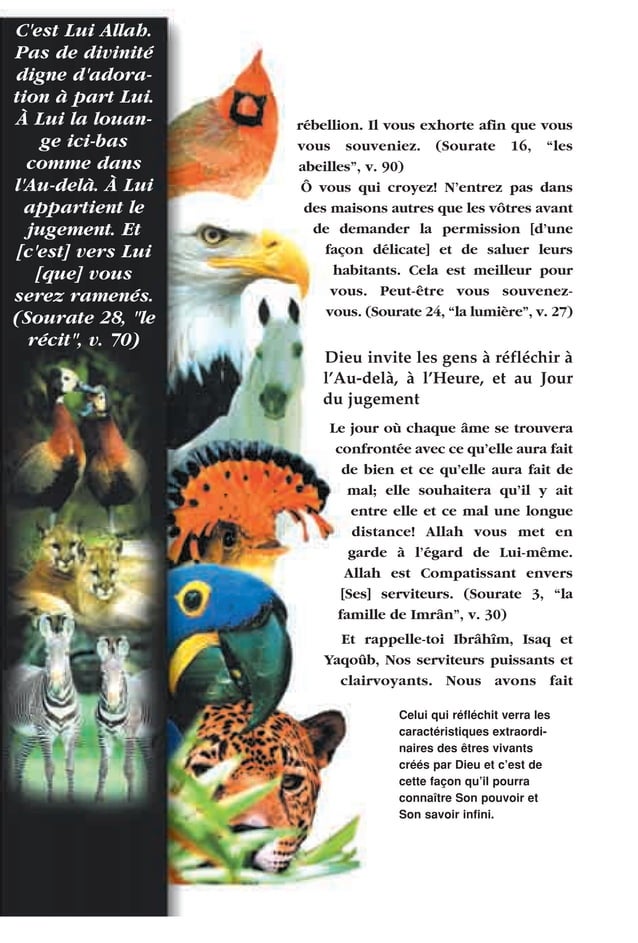 C'est Lui Allah.
Pas de divinité
digne d'adora-
tion à part Lui.
À Lui la louan-
ge ici-bas
comme dans
l'Au-delà. À Lui
appartient le
jugement. Et
[c'est] vers Lui
[que] vous
serez ramenés.
(Sourate 28, "le
récit", v. 70)
rébellion. Il vous exhorte afin que vous
vous souveniez. (Sourate 16, “les
abeilles”, v. 90)
Ô vous qui croyez! N’entrez pas dans
des maisons autres que les vôtres avant
de demander la permission [d’une
façon délicate] et de saluer leurs
habitants. Cela est meilleur pour
vous. Peut-être vous souvenez-
vous. (Sourate 24, “la lumière”, v. 27)
Dieu invite les gens à réfléchir à
l’Au-delà, à l’Heure, et au Jour
du jugement
Le jour où chaque âme se trouvera
confrontée avec ce qu’elle aura fait
de bien et ce qu’elle aura fait de
mal; elle souhaitera qu’il y ait
entre elle et ce mal une longue
distance! Allah vous met en
garde à l’égard de Lui-même.
Allah est Compatissant envers
[Ses] serviteurs. (Sourate 3, “la
famille de Imrân”, v. 30)
Et rappelle-toi Ibrâhîm, Isaq et
Yaqoûb, Nos serviteurs puissants et
clairvoyants. Nous avons fait
Celui qui réfléchit verra les
caractéristiques extraordi-
naires des êtres vivants
créés par Dieu et c’est de
cette façon qu’il pourra
connaître Son pouvoir et
Son savoir infini.